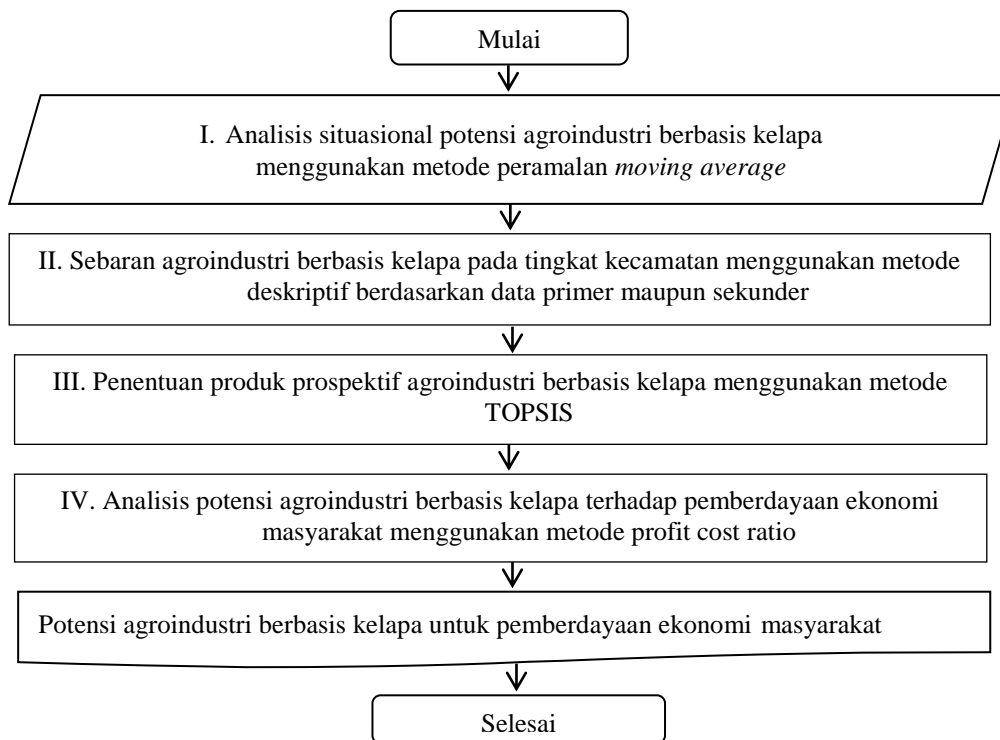 Mulai
I. Analisis situasional potensi agroindustri berbasis kelapa
menggunakan metode peramalan moving average
II. Sebaran agroindustri berbasis kelapa pada tingkat kecamatan menggunakan metode
deskriptif berdasarkan data primer maupun sekunder
III. Penentuan produk prospektif agroindustri berbasis kelapa menggunakan metode
TOPSIS
IV. Analisis potensi agroindustri berbasis kelapa terhadap pemberdayaan ekonomi
masyarakat menggunakan metode profit cost ratio
Potensi agroindustri berbasis kelapa untuk pemberdayaan ekonomi masyarakat
Selesai